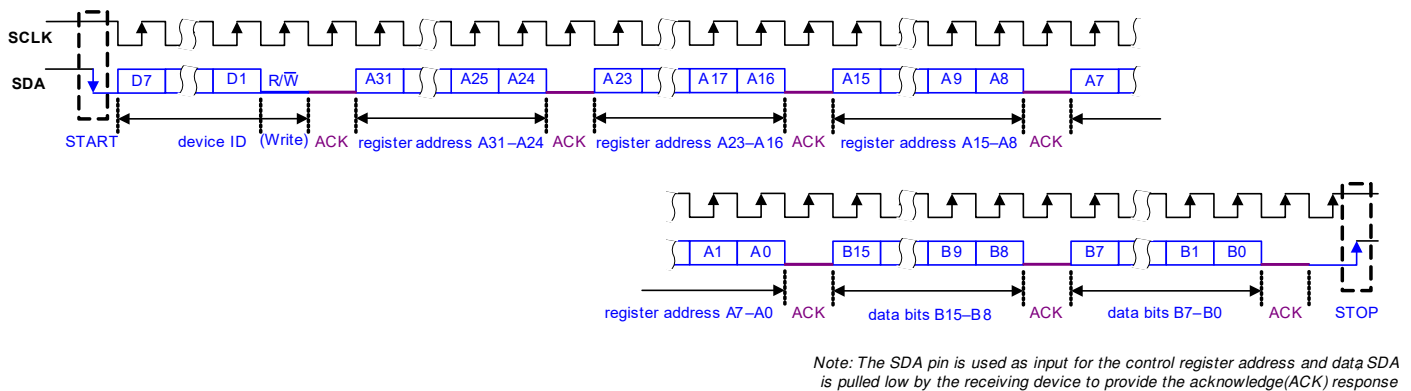 SCLK
SDA
D7 D1 R/W̅ A31 A25 A24 A23 A17 A16 A15 A9 A8 A7
START device ID (Write) ACK register address A31–A24 ACK register address A23–A16 ACK register address A15–A8 ACK
A1 A0 B15 B9 B8 B7 B1 B0
register address A7–A0 ACK data bits B15–B8 ACK data bits B7–B0 ACK STOP
Note: The SDA pin is used as input for the control register address and data; SDA
is pulled low by the receiving device to provide the acknowledge(ACK) response